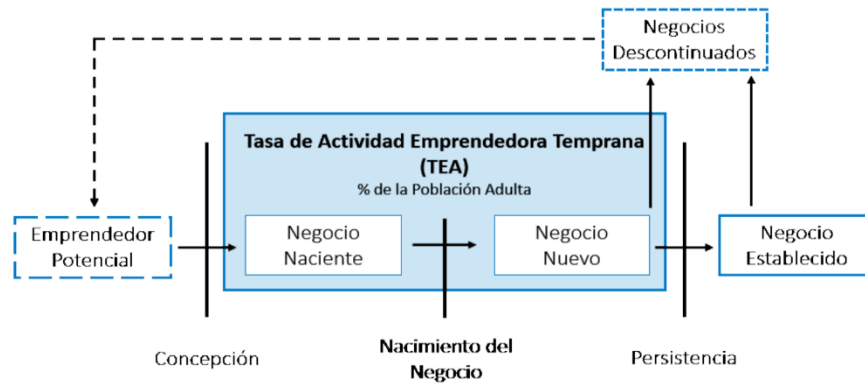 Negocios
Descontinuados
Tasa de Actividad Emprendedora Temprana
(TEA)
% de la Población Adulta
Emprendedor
Potencial
Negocio
Naciente
Negocio
Nuevo
Negocio
Establecido
Concepción
Nacimiento del
Negocio
Persistencia